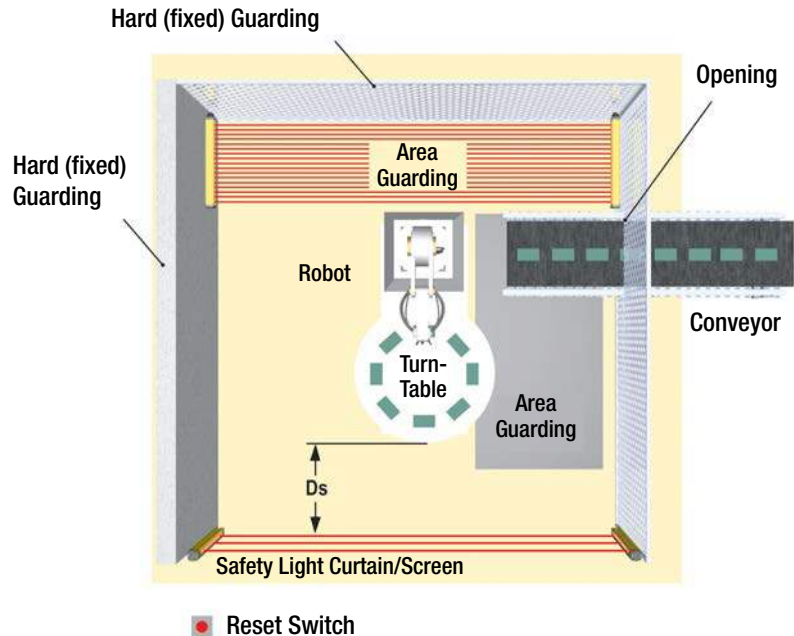 Hard (fixed) Guarding
Opening
Area
Guarding
Hard (fixed)
Guarding
Robot
Conveyor
Turn-
Table
Area
Guarding
Ds
Safety Light Curtain/Screen
Reset Switch